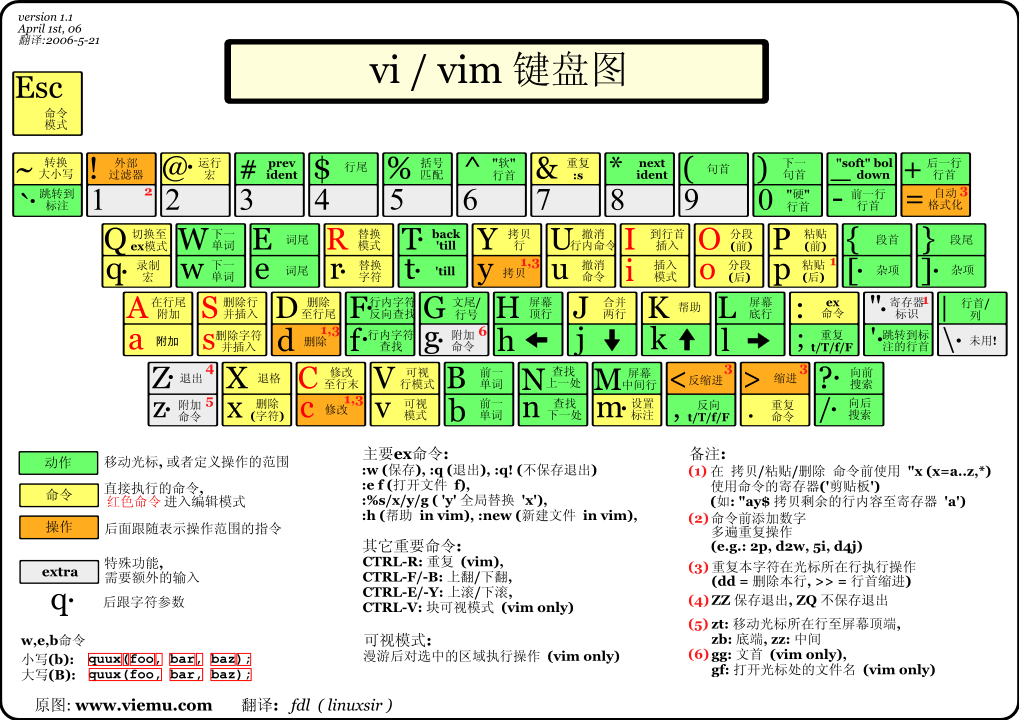 version 1.1
April 1st, 06
翻译:2006-5-21
vi / vim 键盘图
Esc 命令
模式
~ 转换
大小写
! 外部
过滤器
@· 运行
宏
# prev
ident
$ 行尾
% 括号
匹配
^ "软"
行首
& 重复
:s
* next
ident
( 句首
) 下一
句首
_ "soft" bol
down
+ 后一行
行首
`· 跳转到
标注
1 2
2
3
4
5
6
7
8
9
0 "硬"
行首
- 前一行
行首
= 自动 3
格式化
Q 切换至
ex模式
W 下一
单词
E 词尾
R 替换
模式
T· back
'till
Y 拷贝
行
U 撤消
行内命令
I 到行首
插入
O 分段
(前)
P 粘贴
(前)
{ 段首
} 段尾
q· 录制
宏
w 下一
单词
e 词尾
r· 替换
字符
t· 'till
y 拷贝 1,3
u 撤消
命令
i 插入
模式
o 分段
(后)
p 粘贴 1
(后)
[· 杂项
]· 杂项
A 在行尾
附加
S 删除行
并插入
D 删除
至行尾
F· 行内字符
反向查找
G 文尾/
行号
H 屏幕
顶行
J 合并
两行
K 帮助
L 屏幕
底行
: ex
命令
"· 寄存器 1
标识
| 行首/
列
a 附加
s 删除字符
并插入
d 删除 1,3
f· 行内字符
查找
g· 附加 6
命令
h ←
j ↓
k ↑
l →
; 重复
t/T/f/F
'· 跳转到标
注的行首
\· 未用!
Z· 退出 4
X 退格
C 修改
至行末
V 可视
行模式
B 前一
单词
N 查找
上一处
M 屏幕
中间行
< 反缩进 3
> 缩进 3
?· 向前
搜索
z· 附加 5
命令
x 删除
(字符)
c 修改 1,3
v 可视
模式
b 前一
单词
n 查找
下一处
m· 设置
标注
, 反向
t/T/f/F
. 重复
命令
/· 向后
搜索
动作 移动光标, 或者定义操作的范围
命令 直接执行的命令,
红色命令 进入编辑模式
操作 后面跟随表示操作范围的指令
extra 特殊功能,
需要额外的输入
q· 后跟字符参数
w,e,b命令
小写(b): quux(foo, bar, baz);
大写(B): quux(foo, bar, baz);
原图: www.viemu.com 翻译: fdl ( linuxsir )
主要ex命令:
:w (保存), :q (退出), :q! (不保存退出)
:e f (打开文件 f),
:%s/x/y/g ( 'y' 全局替换 'x'),
:h (帮助 in vim), :new (新建文件 in vim),
其它重要命令:
CTRL-R: 重复 (vim),
CTRL-F/-B: 上翻/下翻,
CTRL-E/-Y: 上滚/下滚,
CTRL-V: 块可视模式 (vim only)
可视模式:
漫游后对选中的区域执行操作 (vim only)
备注:
(1) 在 拷贝/粘贴/删除 命令前使用 "x (x=a..z,*)
使用命令的寄存器('剪贴板')
(如: "ay$ 拷贝剩余的行内容至寄存器 'a')
(2) 命令前添加数字
多遍重复操作
(e.g.: 2p, d2w, 5i, d4j)
(3) 重复本字符在光标所在行执行操作
(dd = 删除本行, >> = 行首缩进)
(4) ZZ 保存退出, ZQ 不保存退出
(5) zt: 移动光标所在行至屏幕顶端,
zb: 底端, zz: 中间
(6) gg: 文首 (vim only),
gf: 打开光标处的文件名 (vim only)